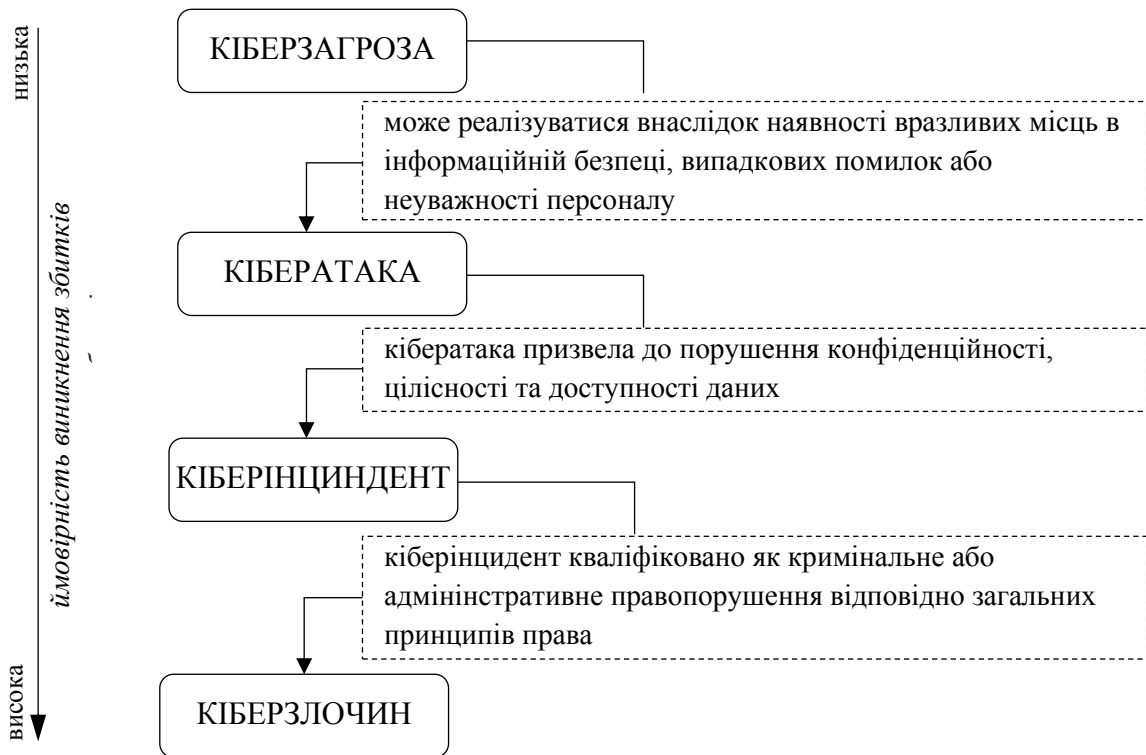 низька
КІБЕРЗАГРОЗА
може реалізуватися внаслідок наявності вразливих місць в
інформаційній безпеці, випадкових помилок або
неуважності персоналу
КІБЕРАТАКА
кібератака призвела до порушення конфіденційності,
цілісності та доступності даних
КІБЕРІНЦИНДЕНТ
кіберінцидент кваліфіковано як кримінальне або
адмінінстративне правопорушення відповідно загальних
принципів права
КІБЕРЗЛОЧИН
ймовірність виникнення збитків
висока